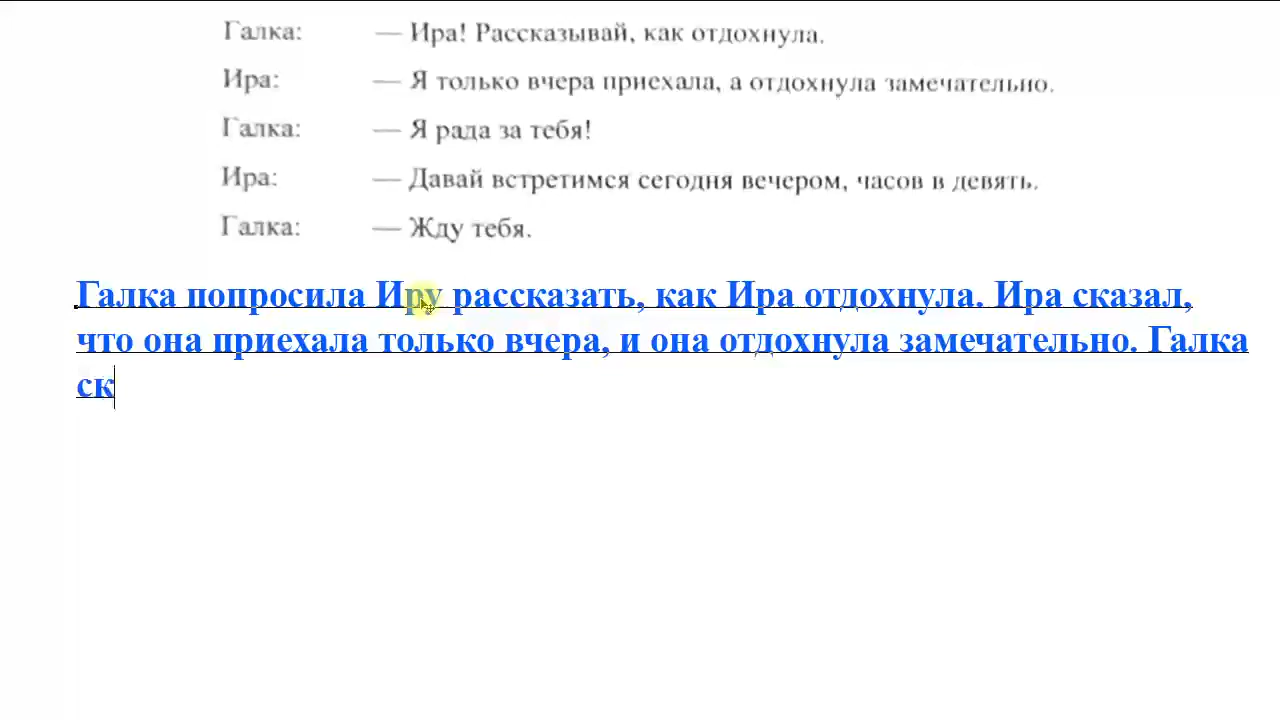 Галка: — Ира! Рассказывай, как отдохнула.
Ира: — Я только вчера приехала, а отдохнула замечательно.
Галка: — Я рада за тебя!
Ира: — Давай встретимся сегодня вечером, часов в девять.
Галка: — Жду тебя.
Галка попросила Иру рассказать, как Ира отдохнула. Ира сказал,
что она приехала только вчера, и она отдохнула замечательно. Галка
ск